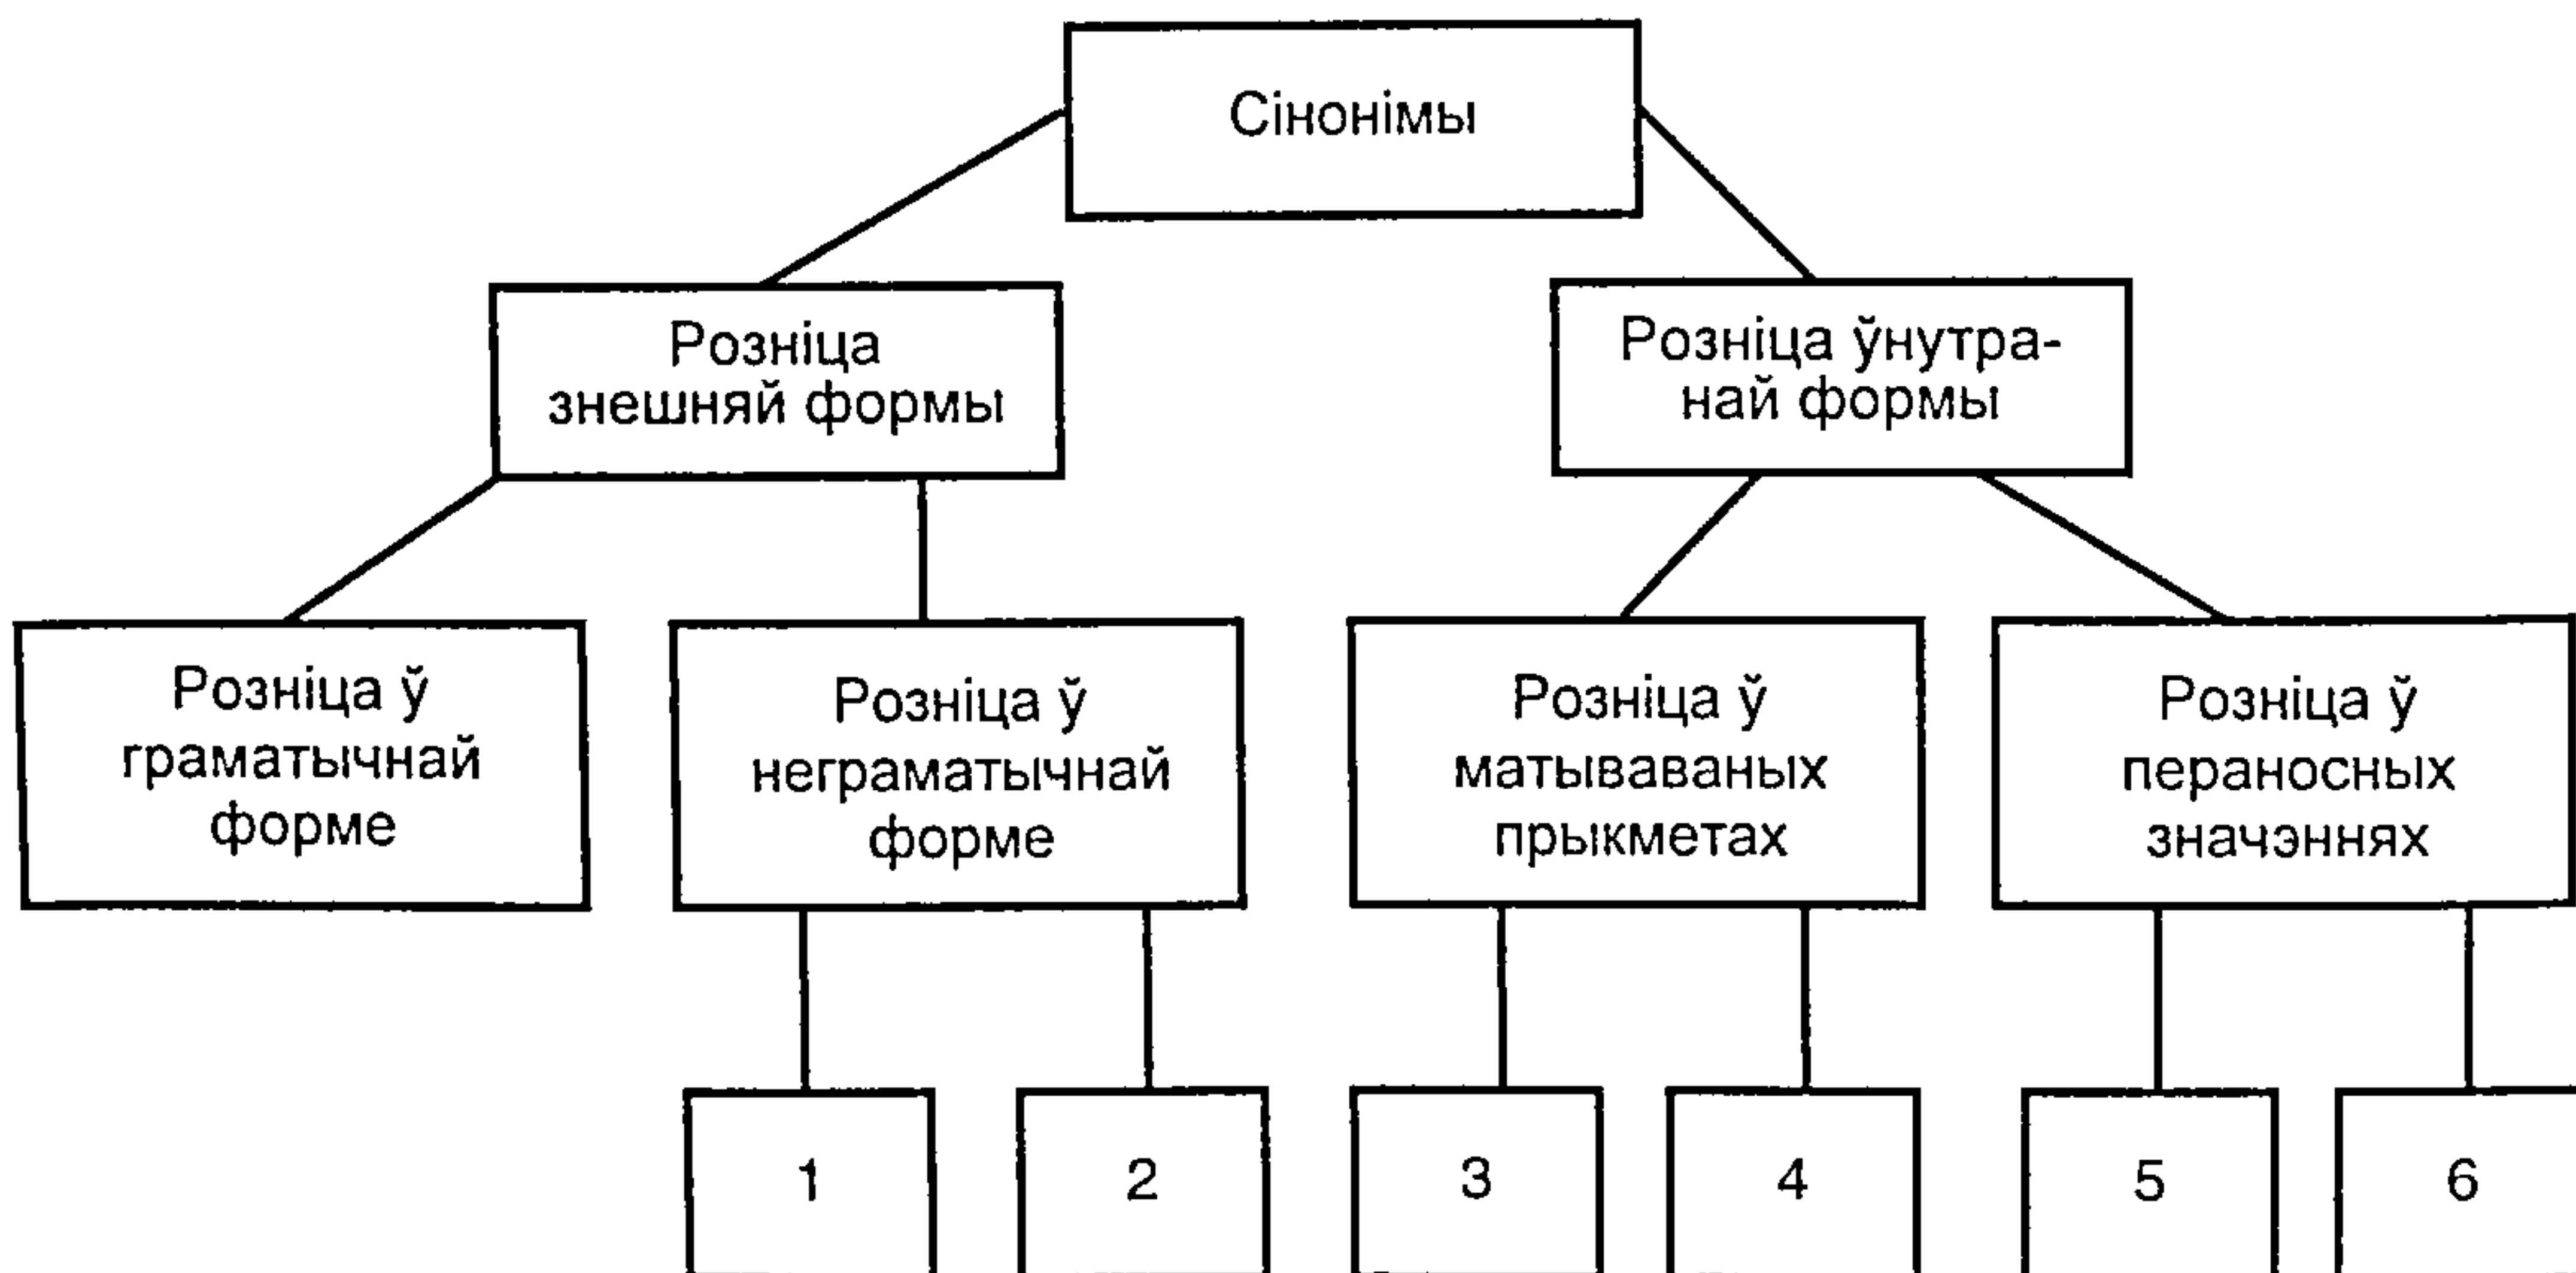 Сінонімы
Розніца
знешняй формы
Розніца ўнутра-
най формы
Розніца ў
граматычнай
форме
Розніца ў
неграматычнай
форме
Розніца ў
матываваных
прыкметах
Розніца ў
пераносных
значэннях
1
2
3
4
5
6